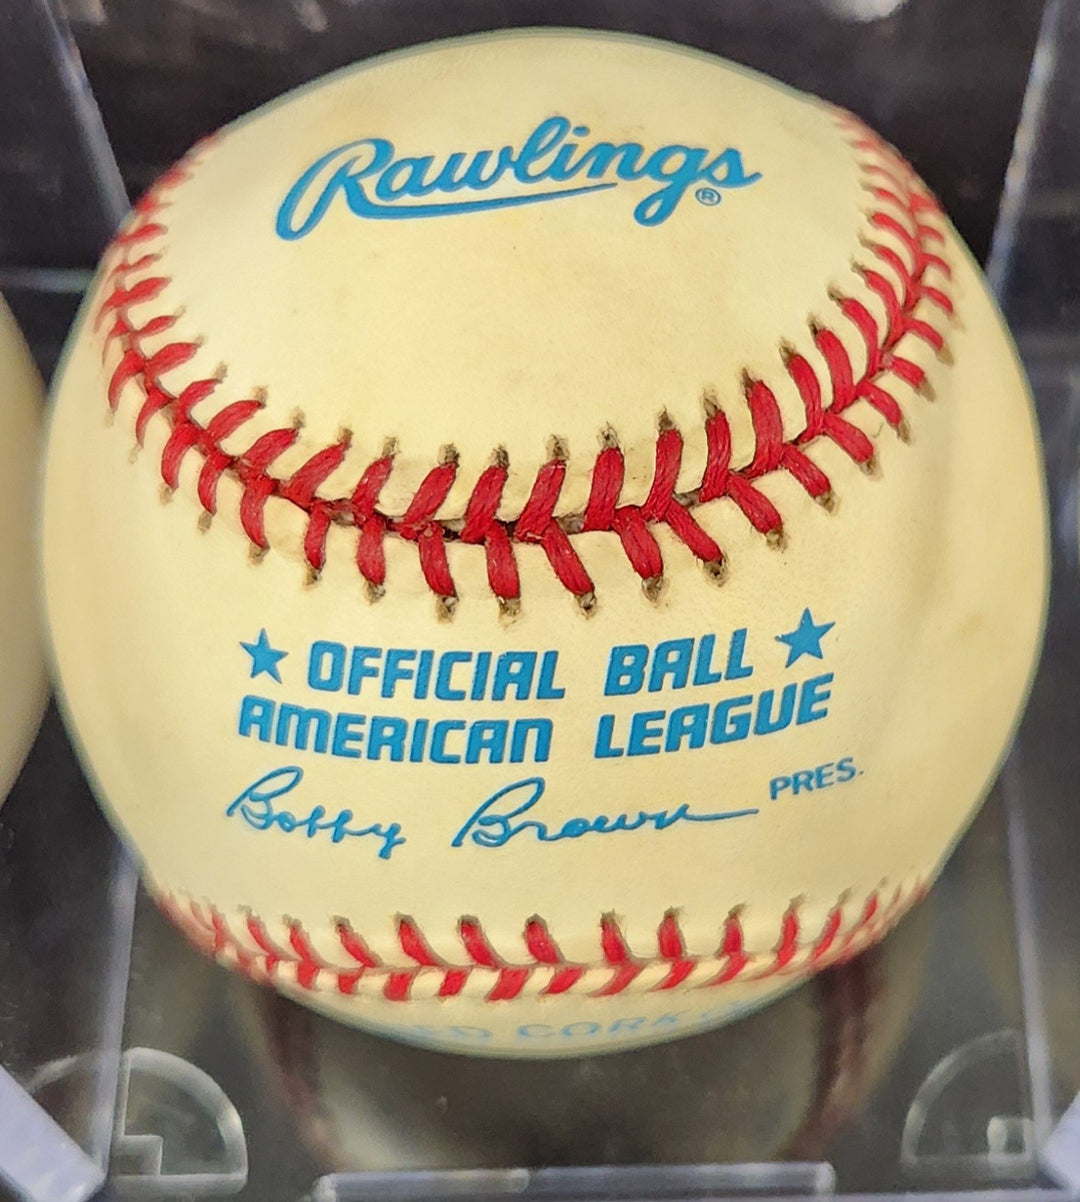 Rawlings®
★ OFFICIAL BALL ★
AMERICAN LEAGUE
Bobby Brown PRES.